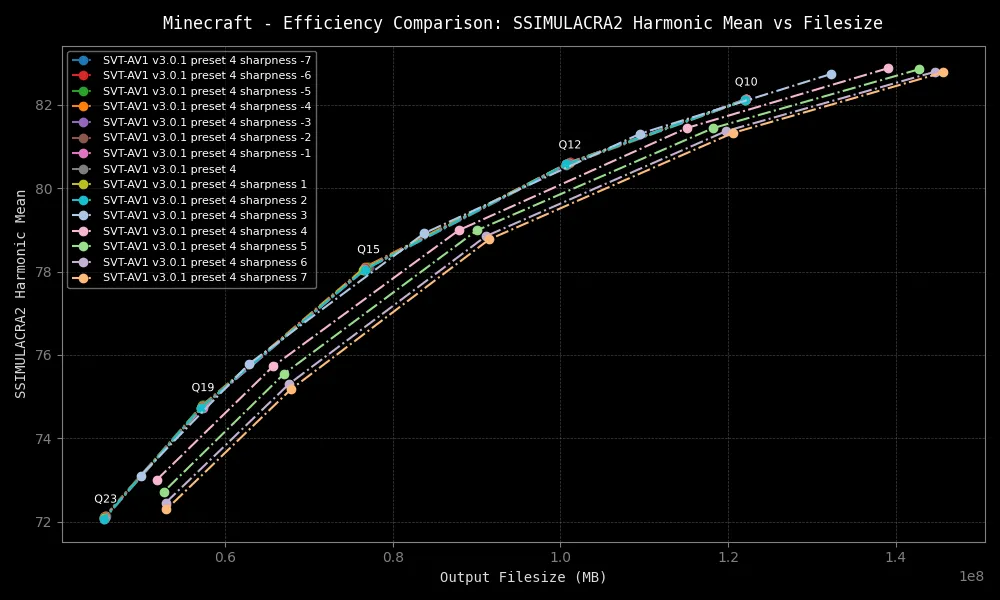 Minecraft - Efficiency Comparison: SSIMULACRA2 Harmonic Mean vs Filesize
SVT-AV1 v3.0.1 preset 4 sharpness -7
SVT-AV1 v3.0.1 preset 4 sharpness -6
SVT-AV1 v3.0.1 preset 4 sharpness -5
SVT-AV1 v3.0.1 preset 4 sharpness -4
SVT-AV1 v3.0.1 preset 4 sharpness -3
SVT-AV1 v3.0.1 preset 4 sharpness -2
SVT-AV1 v3.0.1 preset 4 sharpness -1
SVT-AV1 v3.0.1 preset 4
SVT-AV1 v3.0.1 preset 4 sharpness 1
SVT-AV1 v3.0.1 preset 4 sharpness 2
SVT-AV1 v3.0.1 preset 4 sharpness 3
SVT-AV1 v3.0.1 preset 4 sharpness 4
SVT-AV1 v3.0.1 preset 4 sharpness 5
SVT-AV1 v3.0.1 preset 4 sharpness 6
SVT-AV1 v3.0.1 preset 4 sharpness 7
Q10
Q12
Q15
Q19
Q23
82
80
78
76
74
72
SSIMULACRA2 Harmonic Mean
0.6
0.8
1.0
1.2
1.4
1e8
Output Filesize (MB)